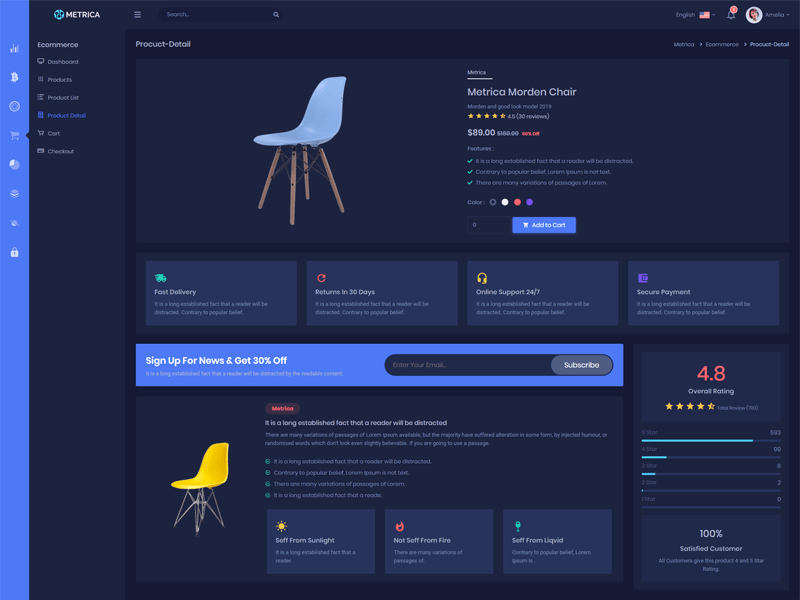 METRICA
Search...
English
2
Amelia
Ecommerce
Dashboard
Products
Product List
Product Detail
Cart
Checkout
Procuct-Detail
Metrica > Ecommerce > Procuct-Detail
Metrica
Metrica Morden Chair
Morden and good look model 2019
4.5 (30 reviews)
$89.00 $180.00 50% Off
Features :
It is a long established fact that a reader will be distracted.
Contrary to popular belief, Lorem Ipsum is not text.
There are many variations of passages of Lorem.
Color :
0
Add to Cart
Fast Delivery
It is a long established fact that a reader will be
distracted. Contrary to popular belief.
Returns In 30 Days
It is a long established fact that a reader will be
distracted. Contrary to popular belief.
Online Support 24/7
It is a long established fact that a reader will be
distracted. Contrary to popular belief.
Secure Payment
It is a long established fact that a reader will be
distracted. Contrary to popular belief.
Sign Up For News & Get 30% Off
It is a long established fact that a reader will be distracted by the readable content.
Enter Your Email...
Subscribe
Metrica
It is a long established fact that a reader will be distracted
There are many variations of passages of Lorem Ipsum available, but the majority have suffered alteration in some form, by injected humour, or
randomised words which don't look even slightly believable. If you are going to use a passage.
It is a long established fact that a reader will be distracted.
Contrary to popular belief, Lorem Ipsum is not text.
There are many variations of passages of Lorem.
It is a long established fact that a reade.
Seff From Sunlight
It is a long established fact that a
reader.
Not Seff From Fire
There are many variations of
passages of.
Seff From Liqvid
Contrary to popular belief, Lorem
Ipsum is .
4.8
Overall Rating
Total Review (700)
5 Star 593
4 Star 99
3 Star 6
2 Star 2
1 Star 0
100%
Satisfied Customer
All Customers give this product 4 and 5 Star
Rating.